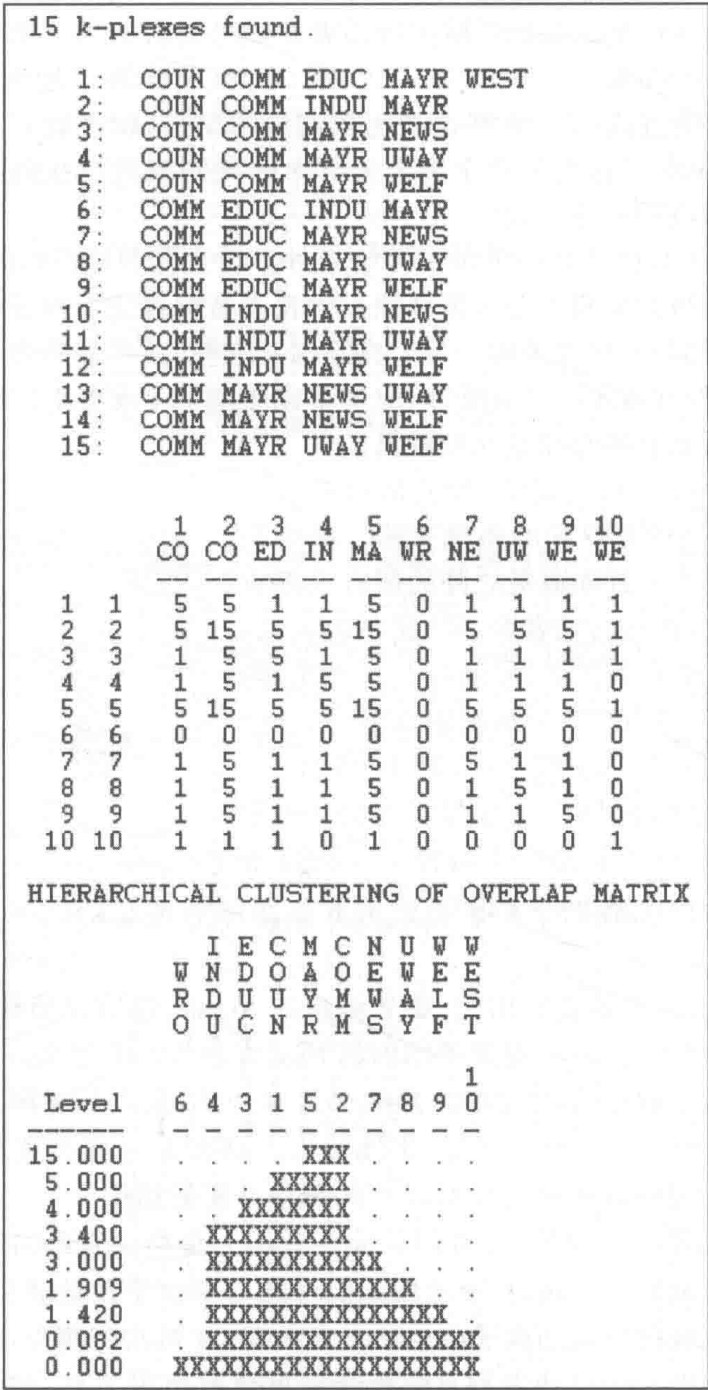 15 k-plexes found.
1: COUN COMM EDUC MAYR WEST
2: COUN COMM INDU MAYR
3: COUN COMM MAYR NEWS
4: COUN COMM MAYR UWAY
5: COUN COMM MAYR WELF
6: COMM EDUC INDU MAYR
7: COMM EDUC MAYR NEWS
8: COMM EDUC MAYR UWAY
9: COMM EDUC MAYR WELF
10: COMM INDU MAYR NEWS
11: COMM INDU MAYR UWAY
12: COMM INDU MAYR WELF
13: COMM MAYR NEWS UWAY
14: COMM MAYR NEWS WELF
15: COMM MAYR UWAY WELF
1 2 3 4 5 6 7 8 9 10
CO CO ED IN MA WR NE UW WE WE
-- -- -- -- -- -- -- -- -- --
1 1 5 5 1 1 5 0 1 1 1 1
2 2 5 15 5 5 15 0 5 5 5 1
3 3 1 5 5 1 5 0 1 1 1 1
4 4 1 5 1 5 5 0 1 1 1 0
5 5 5 15 5 5 15 0 5 5 5 1
6 6 0 0 0 0 0 0 0 0 0 0
7 7 1 5 1 1 5 0 5 1 1 0
8 8 1 5 1 1 5 0 1 5 1 0
9 9 1 5 1 1 5 0 1 1 5 0
10 10 1 1 1 0 1 0 0 0 0 1
HIERARCHICAL CLUSTERING OF OVERLAP MATRIX
I E C M C N U W W
W N D O A O E W E E
R D U U Y M W A L S
O U C N R M S Y F T
1
Level 6 4 3 1 5 2 7 8 9 0
----- - - - - - - - - - -
15.000 . . . . XXX . . . .
5.000 . . . XXXXX . . . .
4.000 . . XXXXXXX . . . .
3.400 . XXXXXXXXX . . . .
3.000 . XXXXXXXXXXX . . .
1.909 . XXXXXXXXXXXXX . .
1.420 . XXXXXXXXXXXXXXX .
0.082 . XXXXXXXXXXXXXXXXX
0.000 XXXXXXXXXXXXXXXXXXX